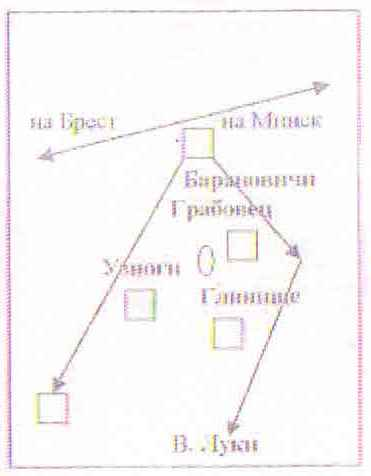 на Брест на Минск
Барановичи
Грабовец
Узноги
Глинище
В. Луки